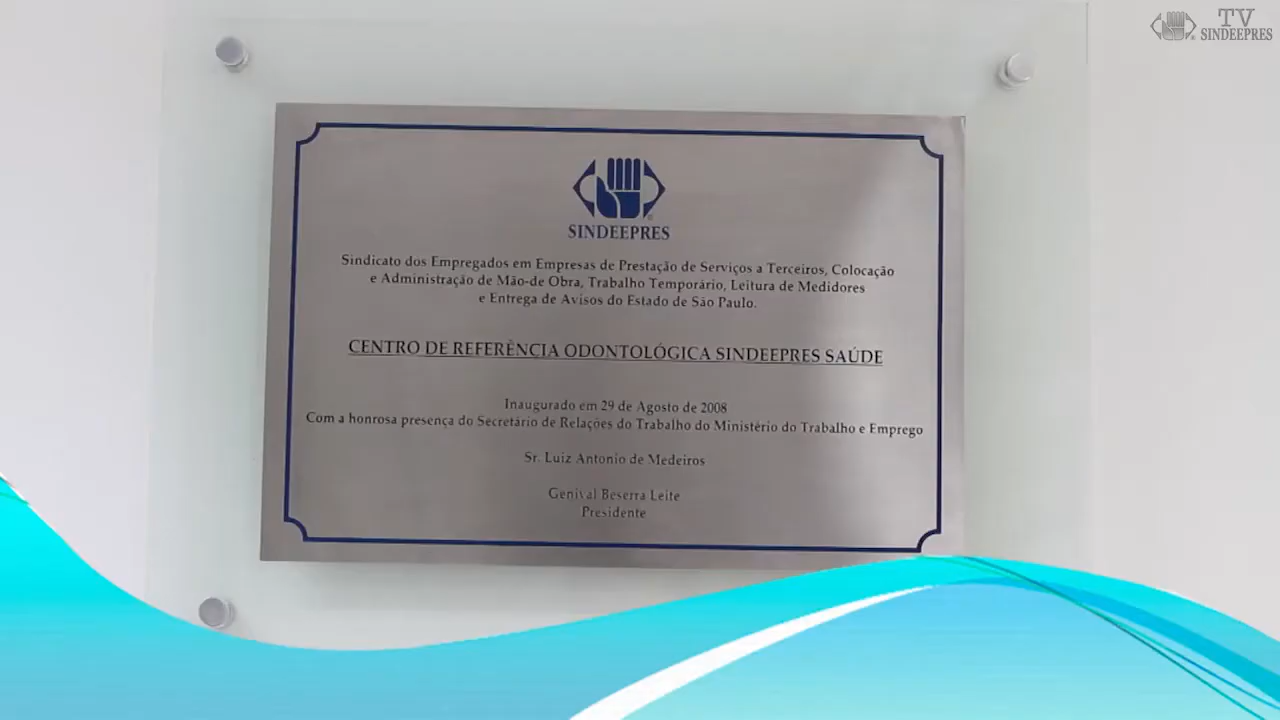 TV
SINDEEPRES
SINDEEPRES
Sindicato dos Empregados em Empresas de Prestação de Serviços a Terceiros, Colocação
e Administração de Mão-de Obra, Trabalho Temporário, Leitura de Medidores
e Entrega de Avisos do Estado de São Paulo.
CENTRO DE REFERÊNCIA ODONTOLÓGICA SINDEEPRES SAÚDE
Inaugurado em 29 de Agosto de 2008
Com a honrosa presença do Secretário de Relações do Trabalho do Ministério do Trabalho e Emprego
Sr. Luiz Antonio de Medeiros
Genival Beserra Leite
Presidente